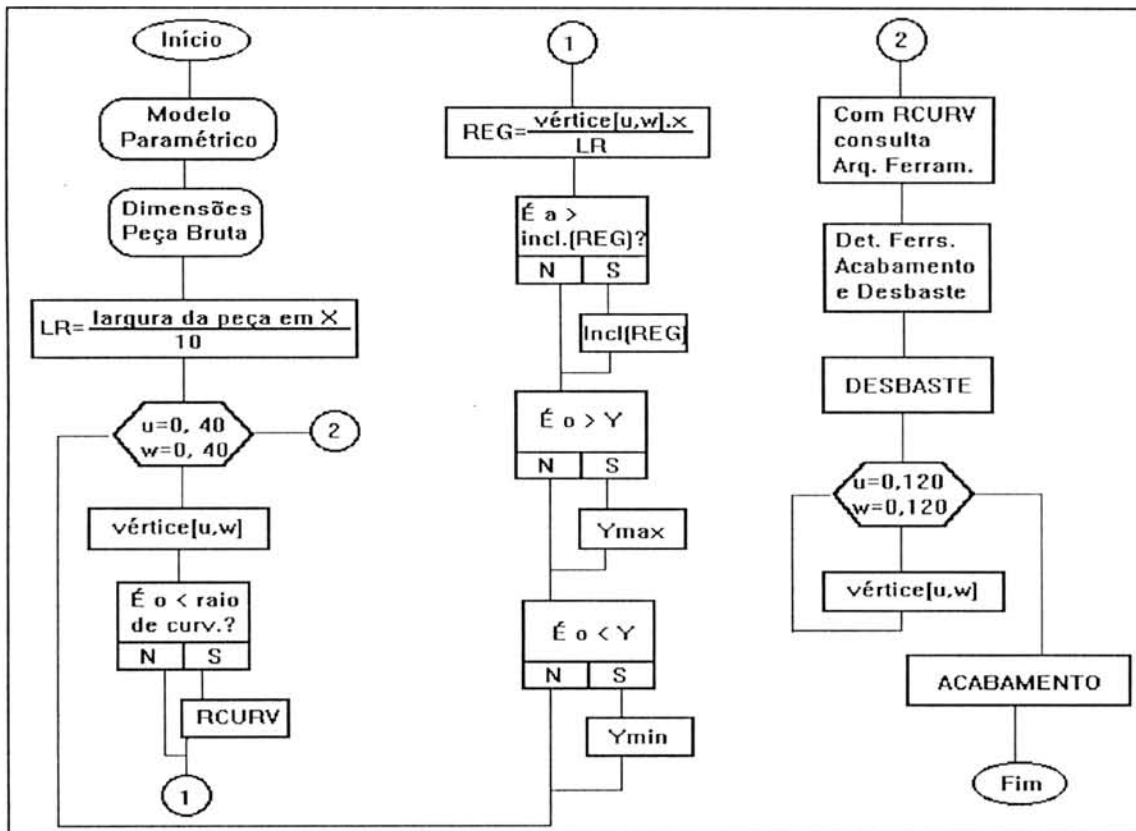 Início
Modelo
Paramétrico
Dimensões
Peça Bruta
LR= largura da peça em X
10
u=0, 40
w=0, 40
2
vértice[u,w]
É o < raio
de curv.?
N S
RCURV
1
1
REG= vértice[u,w].x
LR
É a >
incl.(REG)?
N S
Incl(REG)
É o > Y
N S
Ymax
É o < Y
N S
Ymin
2
Com RCURV
consulta
Arq. Ferram.
Det. Ferrs.
Acabamento
e Desbaste
DESBASTE
u=0,120
w=0,120
vértice[u,w]
ACABAMENTO
Fim